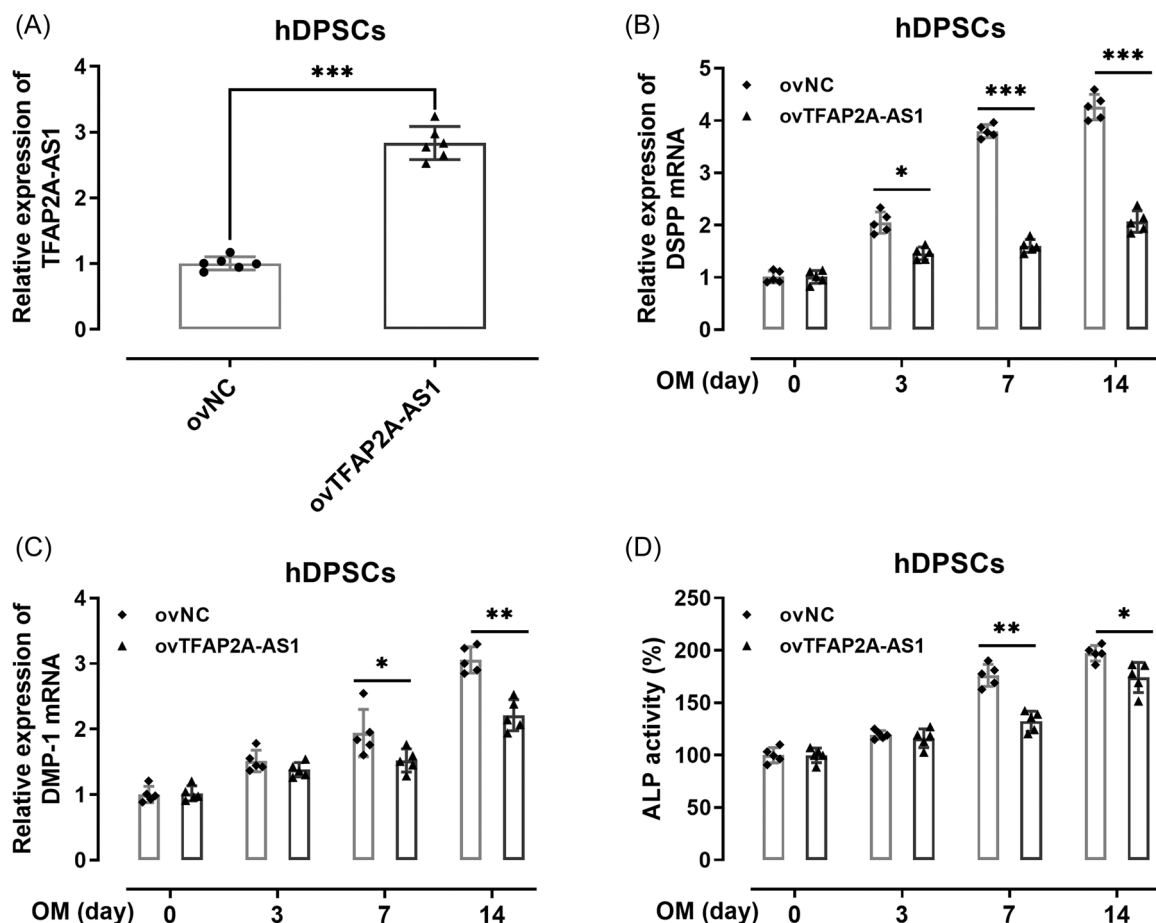 (A)
hDPSCs
Relative expression of
TFAP2A-AS1
4
3
2
1
0
***
ovNC
ovTFAP2A-AS1
(B)
hDPSCs
Relative expression of
DSPP mRNA
5
4
3
2
1
0
ovNC
ovTFAP2A-AS1
*
***
***
OM (day)
0
3
7
14
(C)
hDPSCs
Relative expression of
DMP-1 mRNA
4
3
2
1
0
ovNC
ovTFAP2A-AS1
*
**
OM (day)
0
3
7
14
(D)
hDPSCs
ALP activity (%)
250
200
150
100
50
0
ovNC
ovTFAP2A-AS1
**
*
OM (day)
0
3
7
14